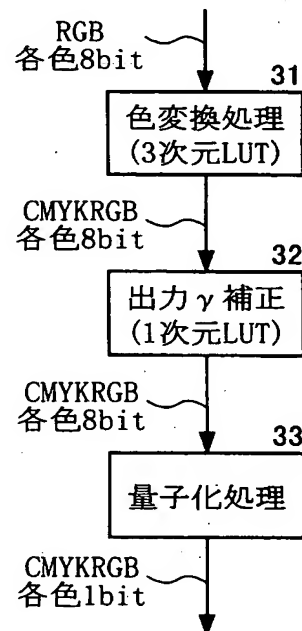 RGB
各色8bit
31
色変換処理
(3次元LUT)
CMYKRGB
各色8bit
32
出力γ補正
(1次元LUT)
CMYKRGB
各色8bit
33
量子化処理
CMYKRGB
各色1bit